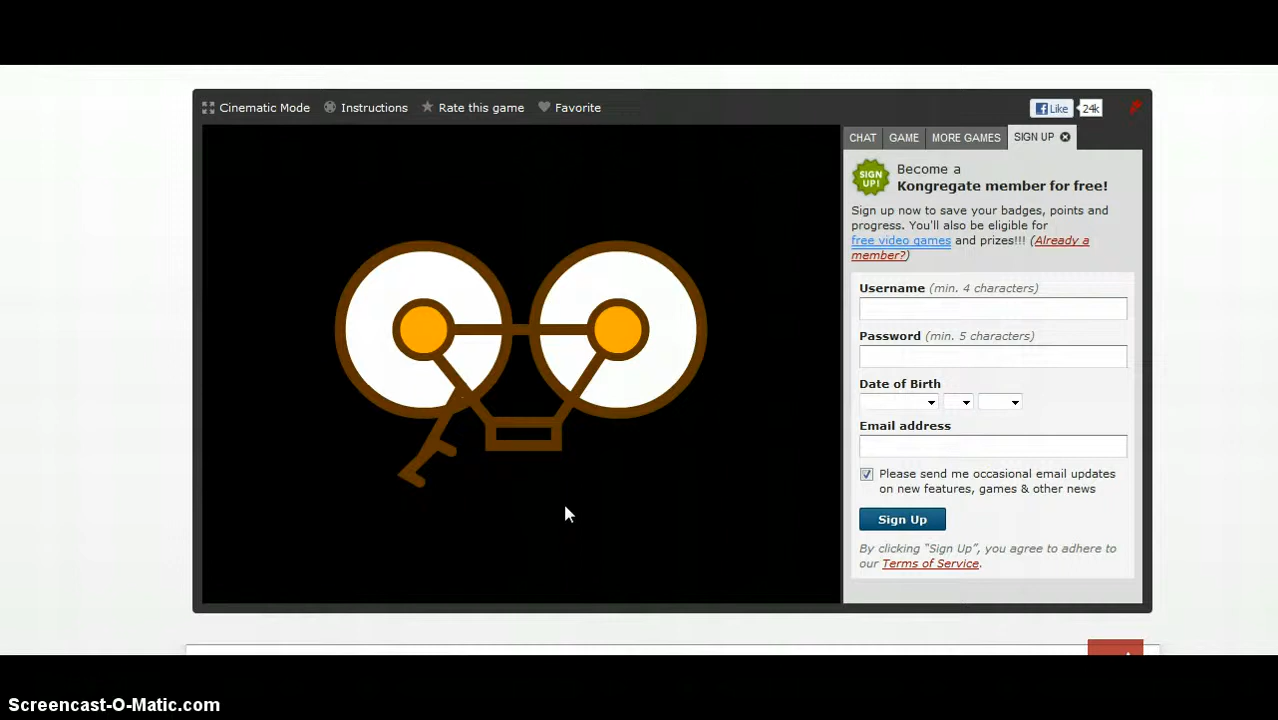 Cinematic Mode Instructions Rate this game Favorite
Like 24k
CHAT GAME MORE GAMES SIGN UP
SIGN UP!
Become a
Kongregate member for free!
Sign up now to save your badges, points and
progress. You'll also be eligible for
free video games and prizes!!! (Already a
member?)
Username (min. 4 characters)
Password (min. 5 characters)
Date of Birth
Email address
Please send me occasional email updates
on new features, games & other news
Sign Up
By clicking "Sign Up", you agree to adhere to
our Terms of Service.
Screencast-O-Matic.com